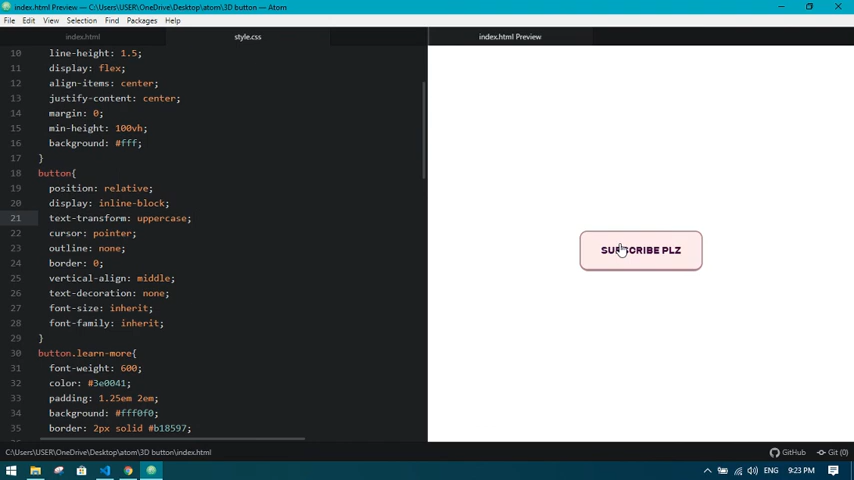 index.html — C:\Users\OneDrive\Desktop\atom\3D button — Atom
File Edit View Selection Find Packages Help
index.html style.css index.html Preview
10 line-height: 1.5;
11 display: flex;
12 align-items: center;
13 justify-content: center;
14 margin: 0;
15 min-height: 100vh;
16 background: #fff;
17 }
18 button{
19 position: relative;
20 display: inline-block;
21 text-transform: uppercase;
22 cursor: pointer;
23 outline: none;
24 border: 0;
25 vertical-align: middle;
26 text-decoration: none;
27 font-size: inherit;
28 font-family: inherit;
29 }
30 button.learn-more{
31 font-weight: 600;
32 color: #3e0041;
33 padding: 1.25em 2em;
34 background: #fff0f0;
35 border: 2px solid #b18597;
SUBSCRIBE PLZ
C:\Users\OneDrive\Desktop\atom\3D button\index.html GitHub Git (0)
ENG 9:23 PM